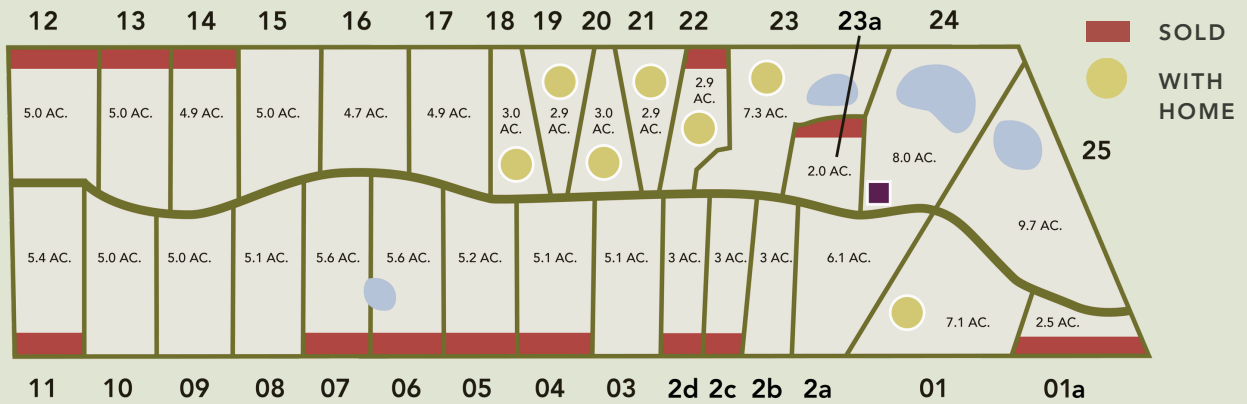 12 13 14 15 16 17 18 19 20 21 22 23 23a 24
SOLD
WITH
HOME
25
5.0 AC. 5.0 AC. 4.9 AC. 5.0 AC. 4.7 AC. 4.9 AC.
3.0
AC.
2.9
AC.
3.0
AC.
2.9
AC.
2.9
AC.
7.3 AC.
2.0 AC.
8.0 AC.
9.7 AC.
5.4 AC. 5.0 AC. 5.0 AC. 5.1 AC. 5.6 AC. 5.6 AC. 5.2 AC. 5.1 AC. 5.1 AC. 3 AC. 3 AC. 3 AC. 6.1 AC.
7.1 AC. 2.5 AC.
11 10 09 08 07 06 05 04 03 2d 2c 2b 2a 01 01a